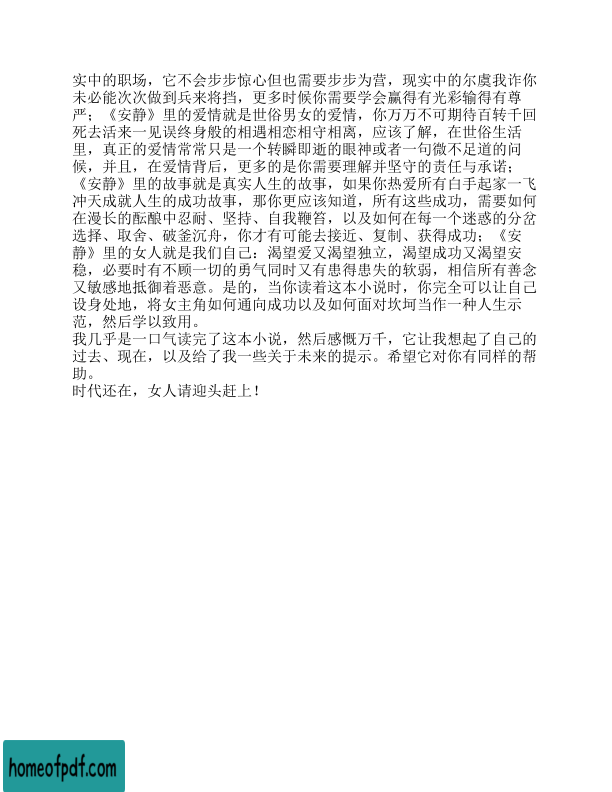 实中的职场，它不会步步惊心但也需要步步为营，现实中的尔虞我诈你
未必能次次做到兵来将挡，更多时候你需要学会赢得有光彩输得有尊
严；《安静》里的爱情就是世俗男女的爱情，你万万不可期待百转千回
死去活来一见误终身般的相遇相恋相守相离，应该了解，在世俗生活
里，真正的爱情常常只是一个转瞬即逝的眼神或者一句微不足道的问
候，并且，在爱情背后，更多的是你需要理解并坚守的责任与承诺；
《安静》里的故事就是真实人生的故事，如果你热爱所有白手起家一飞
冲天成就人生的成功故事，那你更应该知道，所有这些成功，需要如何
在漫长的酝酿中忍耐、坚持、自我鞭笞，以及如何在每一个迷惑的分岔
选择、取舍、破釜沉舟，你才有可能去接近、复制、获得成功；《安
静》里的女人就是我们自己：渴望爱又渴望独立，渴望成功又渴望安
稳，必要时有不顾一切的勇气同时又有患得患失的软弱，相信所有善念
又敏感地抵御着恶意。是的，当你读着这本小说时，你完全可以让自己
设身处地，将女主角如何通向成功以及如何面对坎坷当作一种人生示
范，然后学以致用。
我几乎是一口气读完了这本小说，然后感慨万千，它让我想起了自己的
过去、现在，以及给了我一些关于未来的提示。希望它对你有同样的帮
助。
时代还在，女人请迎头赶上！
homeofpdf.com